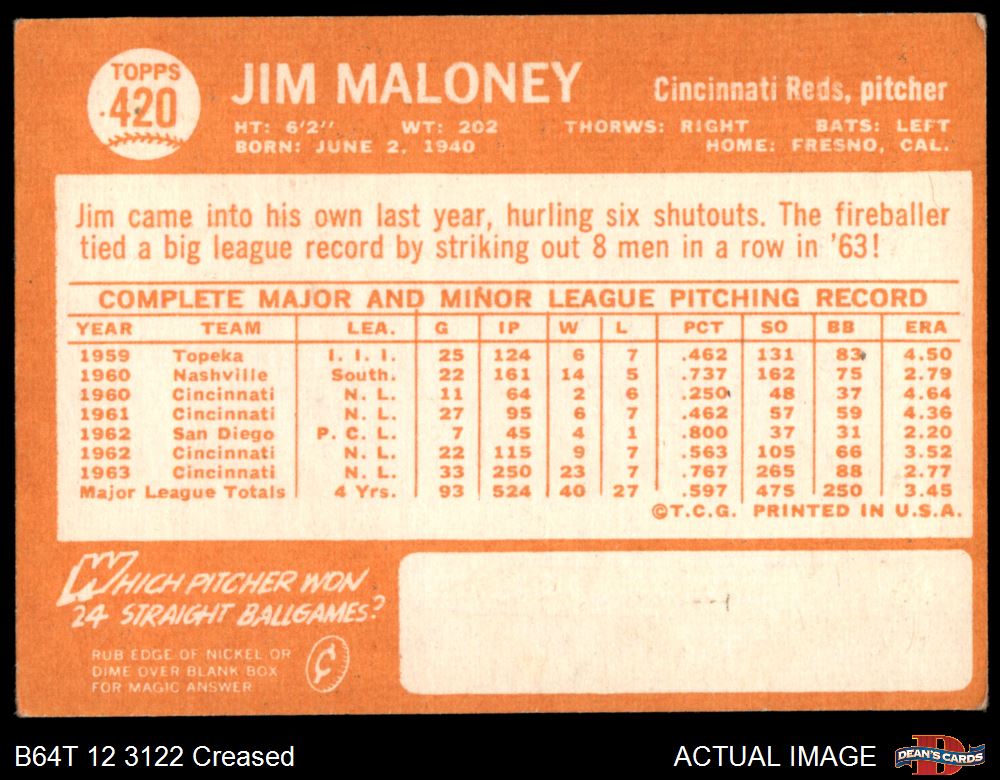 TOPPS
420
JIM MALONEY
Cincinnati Reds, pitcher
HT: 6'2'' WT: 202 THORWS: RIGHT BATS: LEFT
BORN: JUNE 2, 1940 HOME: FRESNO, CAL.
Jim came into his own last year, hurling six shutouts. The fireballer
tied a big league record by striking out 8 men in a row in '63!
COMPLETE MAJOR AND MINOR LEAGUE PITCHING RECORD
YEAR TEAM LEA. G IP W L PCT SO BB ERA
1959 Topeka I. I. I. 25 124 6 7 .462 131 83 4.50
1960 Nashville South. 22 161 14 5 .737 162 75 2.79
1960 Cincinnati N. L. 11 64 2 6 .250 48 37 4.64
1961 Cincinnati N. L. 27 95 6 7 .462 57 59 4.36
1962 San Diego P. C. L. 7 45 4 1 .800 37 31 2.20
1962 Cincinnati N. L. 22 115 9 7 .563 105 66 3.52
1963 Cincinnati N. L. 33 250 23 7 .767 265 88 2.77
Major League Totals 4 Yrs. 93 524 40 27 .597 475 250 3.45
©T.C.G. PRINTED IN U.S.A.
WHICH PITCHER WON
24 STRAIGHT BALLGAMES?
RUB EDGE OF NICKEL OR
DIME OVER BLANK BOX
FOR MAGIC ANSWER
¢
B64T 12 3122 Creased
ACTUAL IMAGE
D
DEAN'S CARDS